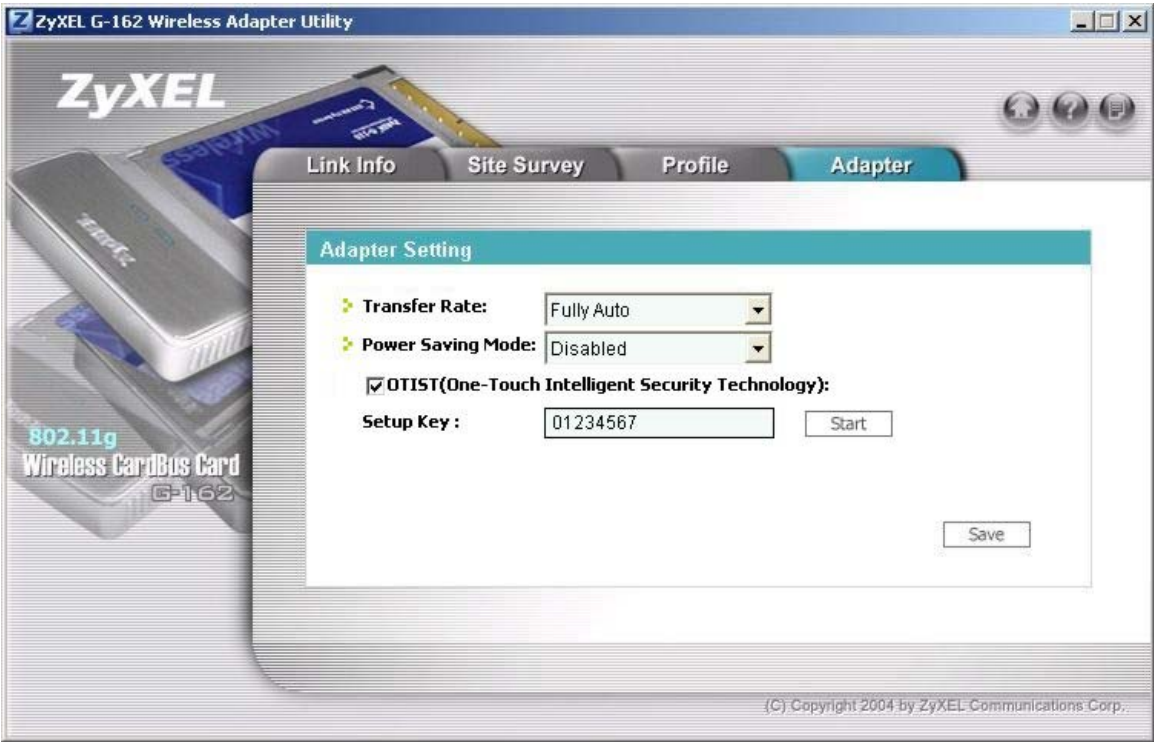 ZyXEL G-162 Wireless Adapter Utility
ZyXEL
Wireless
Link Info
Site Survey
Profile
Adapter
ZyXEL
Adapter Setting
Transfer Rate: Fully Auto
Power Saving Mode: Disabled
OTIST(One-Touch Intelligent Security Technology):
Setup Key : 01234567 Start
802.11g
Wireless CardBus Card
G-162
Save
(C) Copyright 2004 by ZyXEL Communications Corp.